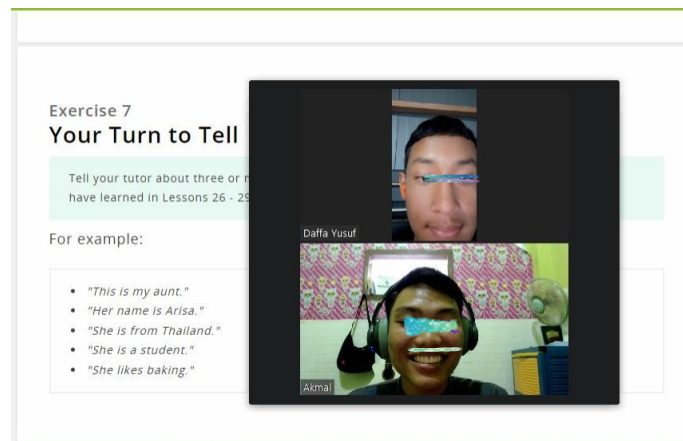 Exercise 7
Your Turn to Tell
Tell your tutor about three or
have learned in Lessons 26 - 29
For example:
"This is my aunt."
"Her name is Arisa."
"She is from Thailand."
"She is a student."
"She likes baking."
Daffa Yusuf
Akmal